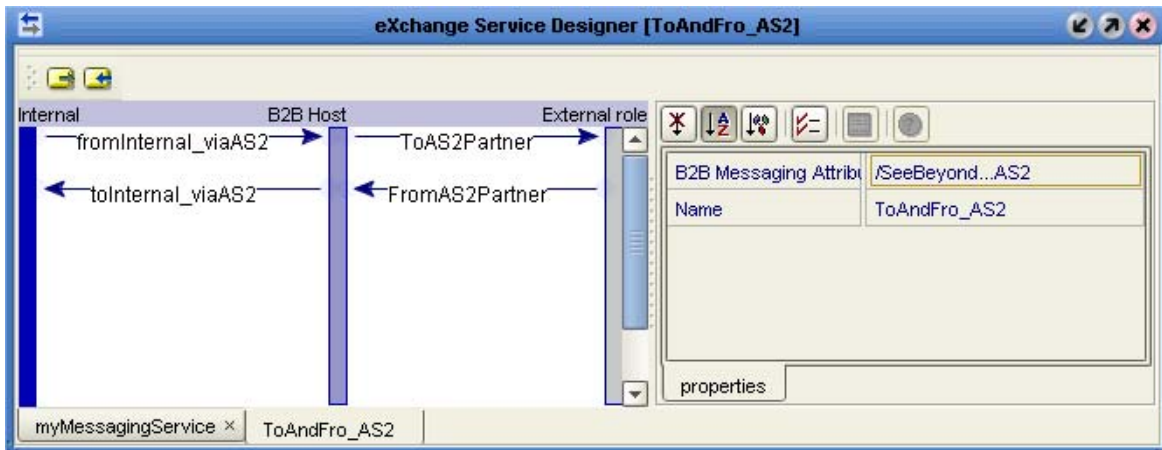 eXchange Service Designer [ToAndFro_AS2]
Internal B2B Host External role
fromInternal_viaAS2 ToAS2Partner
toInternal_viaAS2 FromAS2Partner
B2B Messaging Attribu /SeeBeyond...AS2
Name ToAndFro_AS2
properties
myMessagingService × ToAndFro_AS2